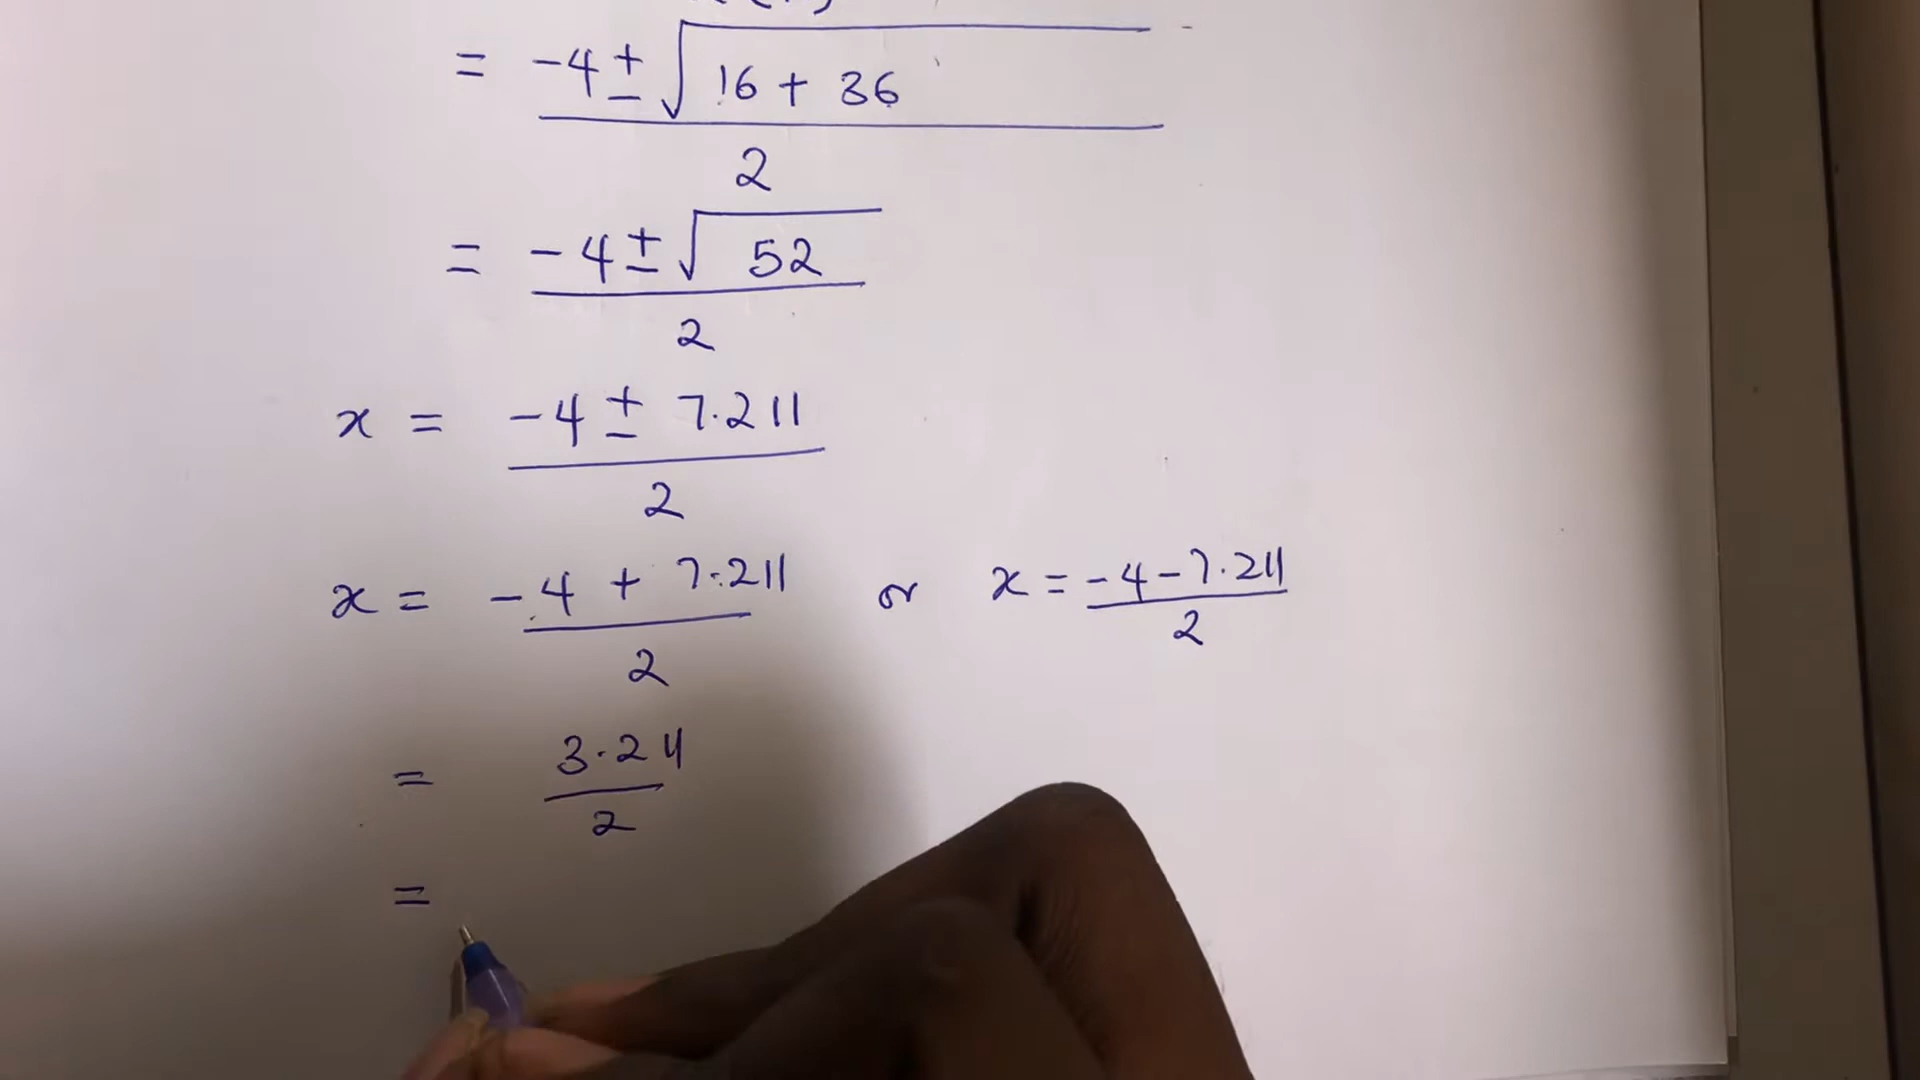 = -4 ± √16 + 36
2
= -4 ± √52
2
x = -4 ± 7.211
2
x = -4 + 7.211 or x = -4 - 7.211
2 2
= 3.211
2
=